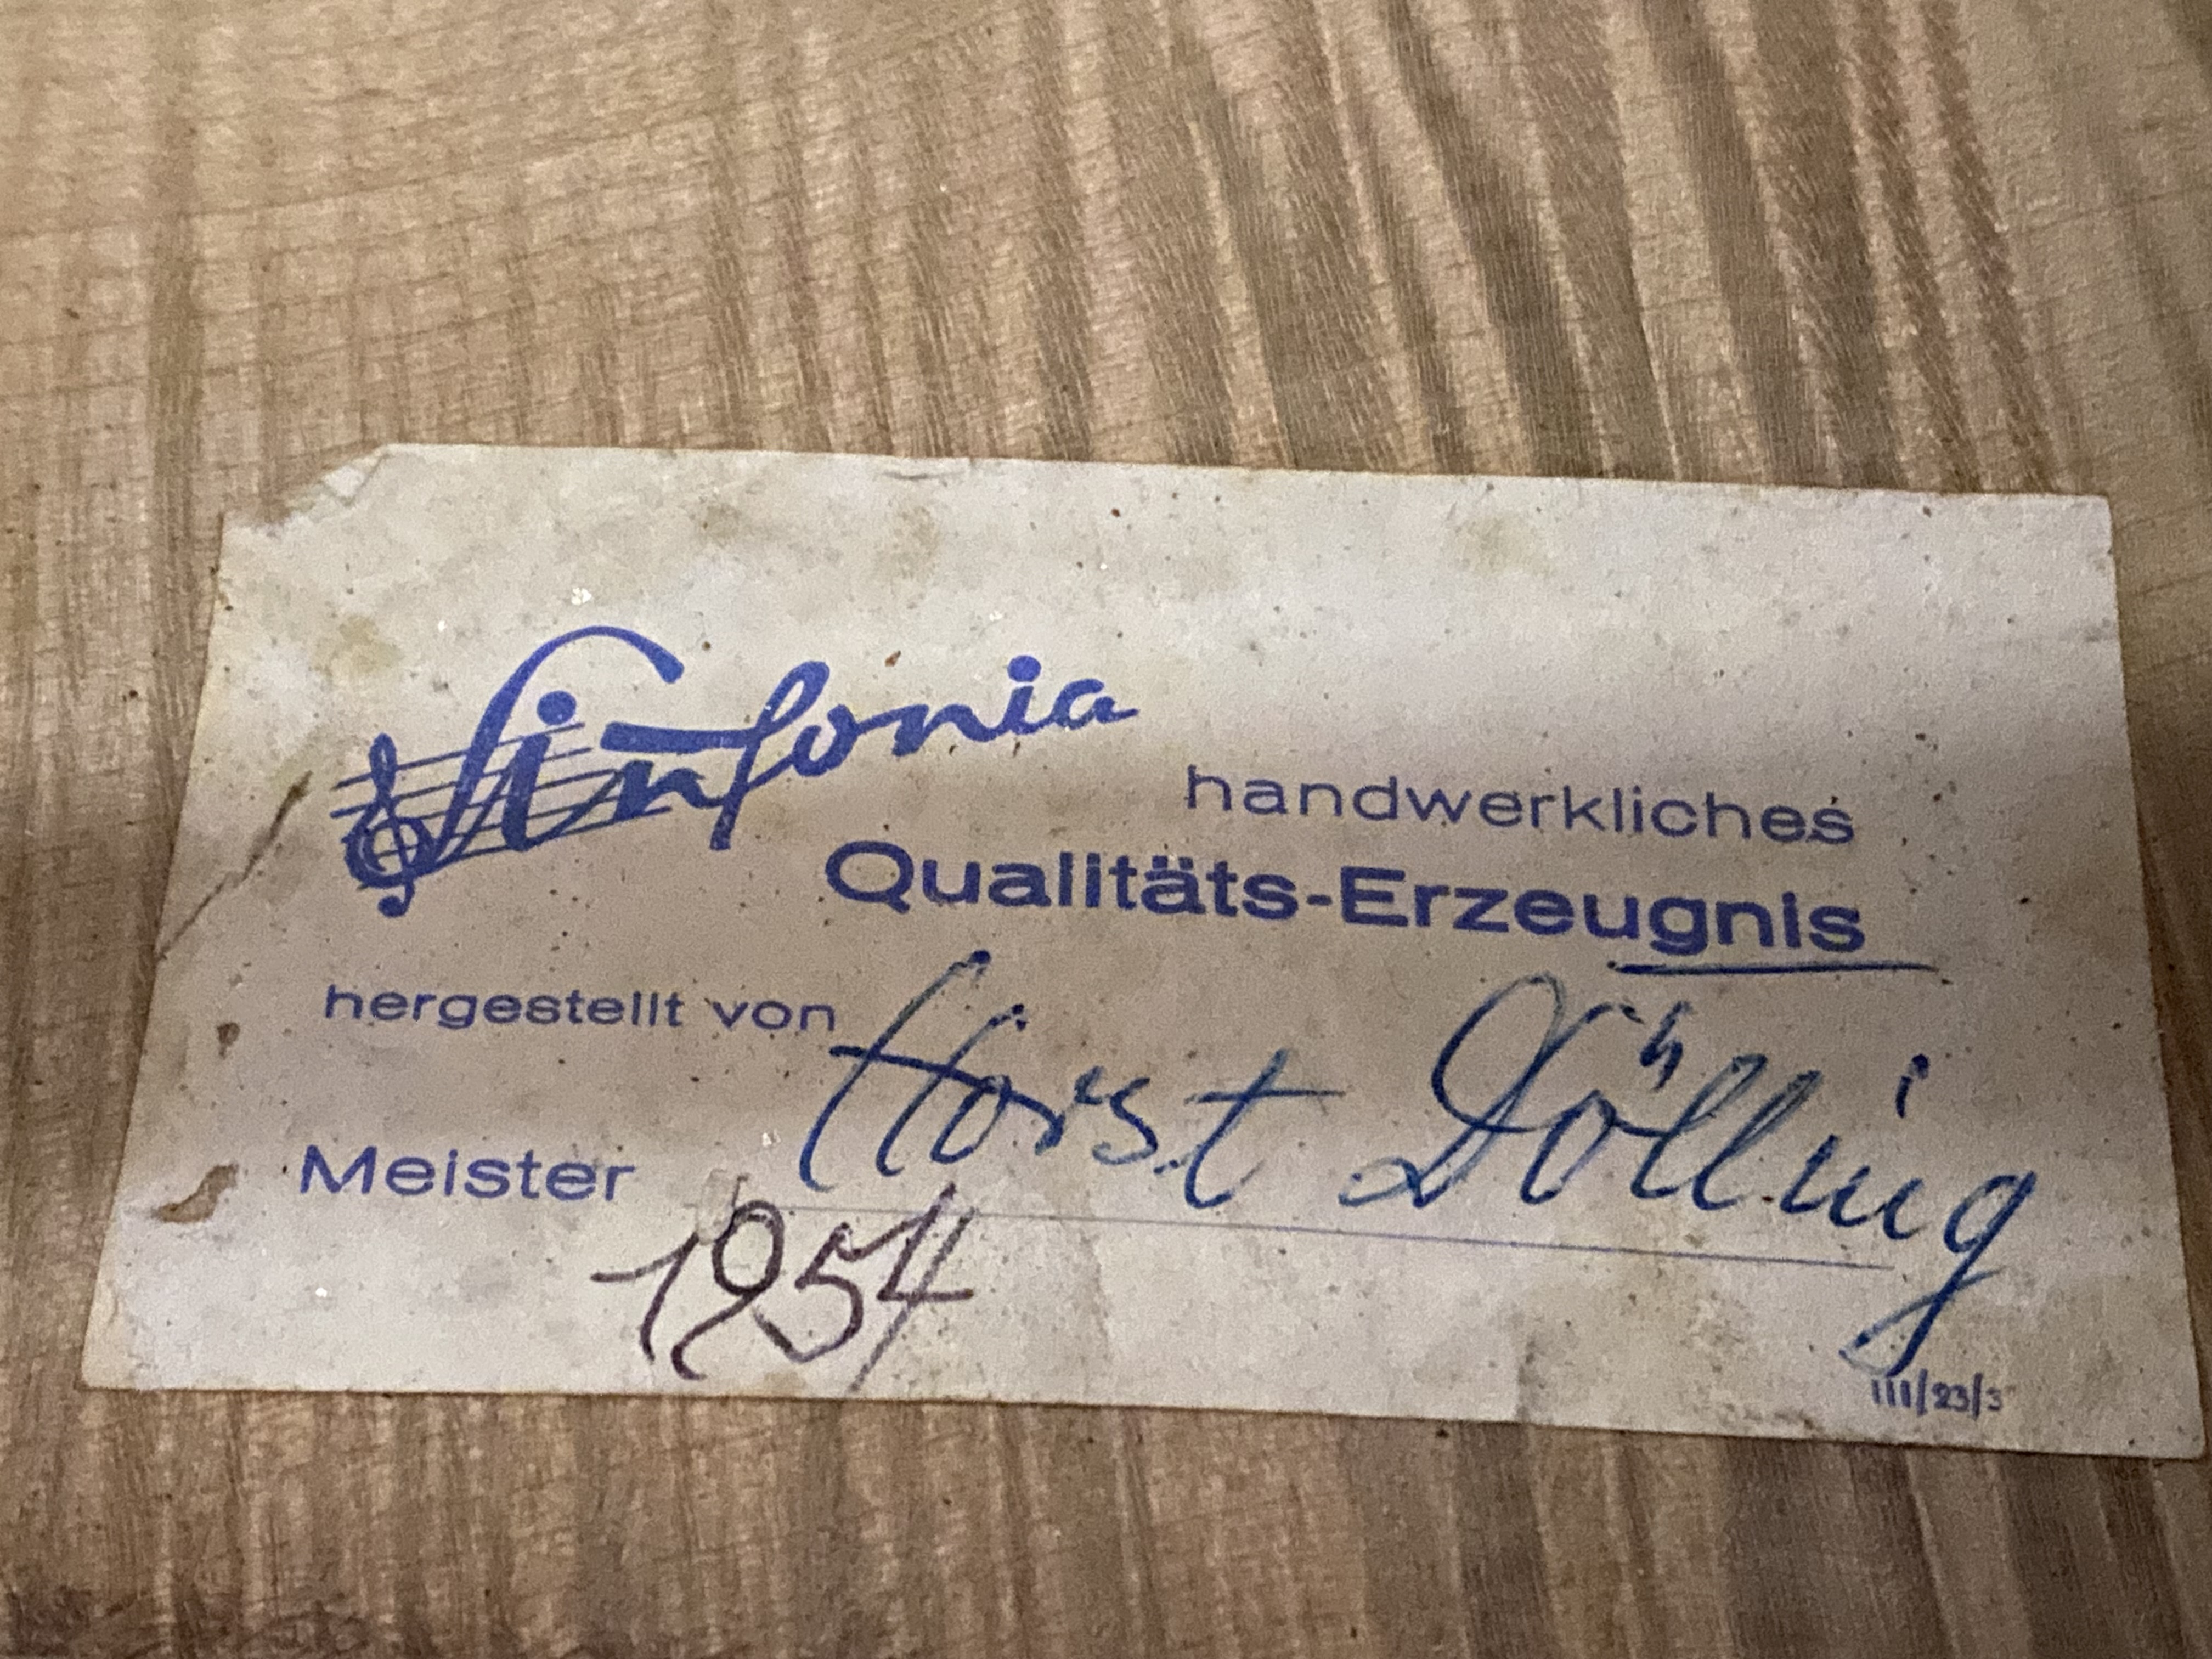 Sinfonia
handwerkliches
Qualitäts-Erzeugnis
hergestellt von
Horst Dölling
Meister
1954
III/23/3